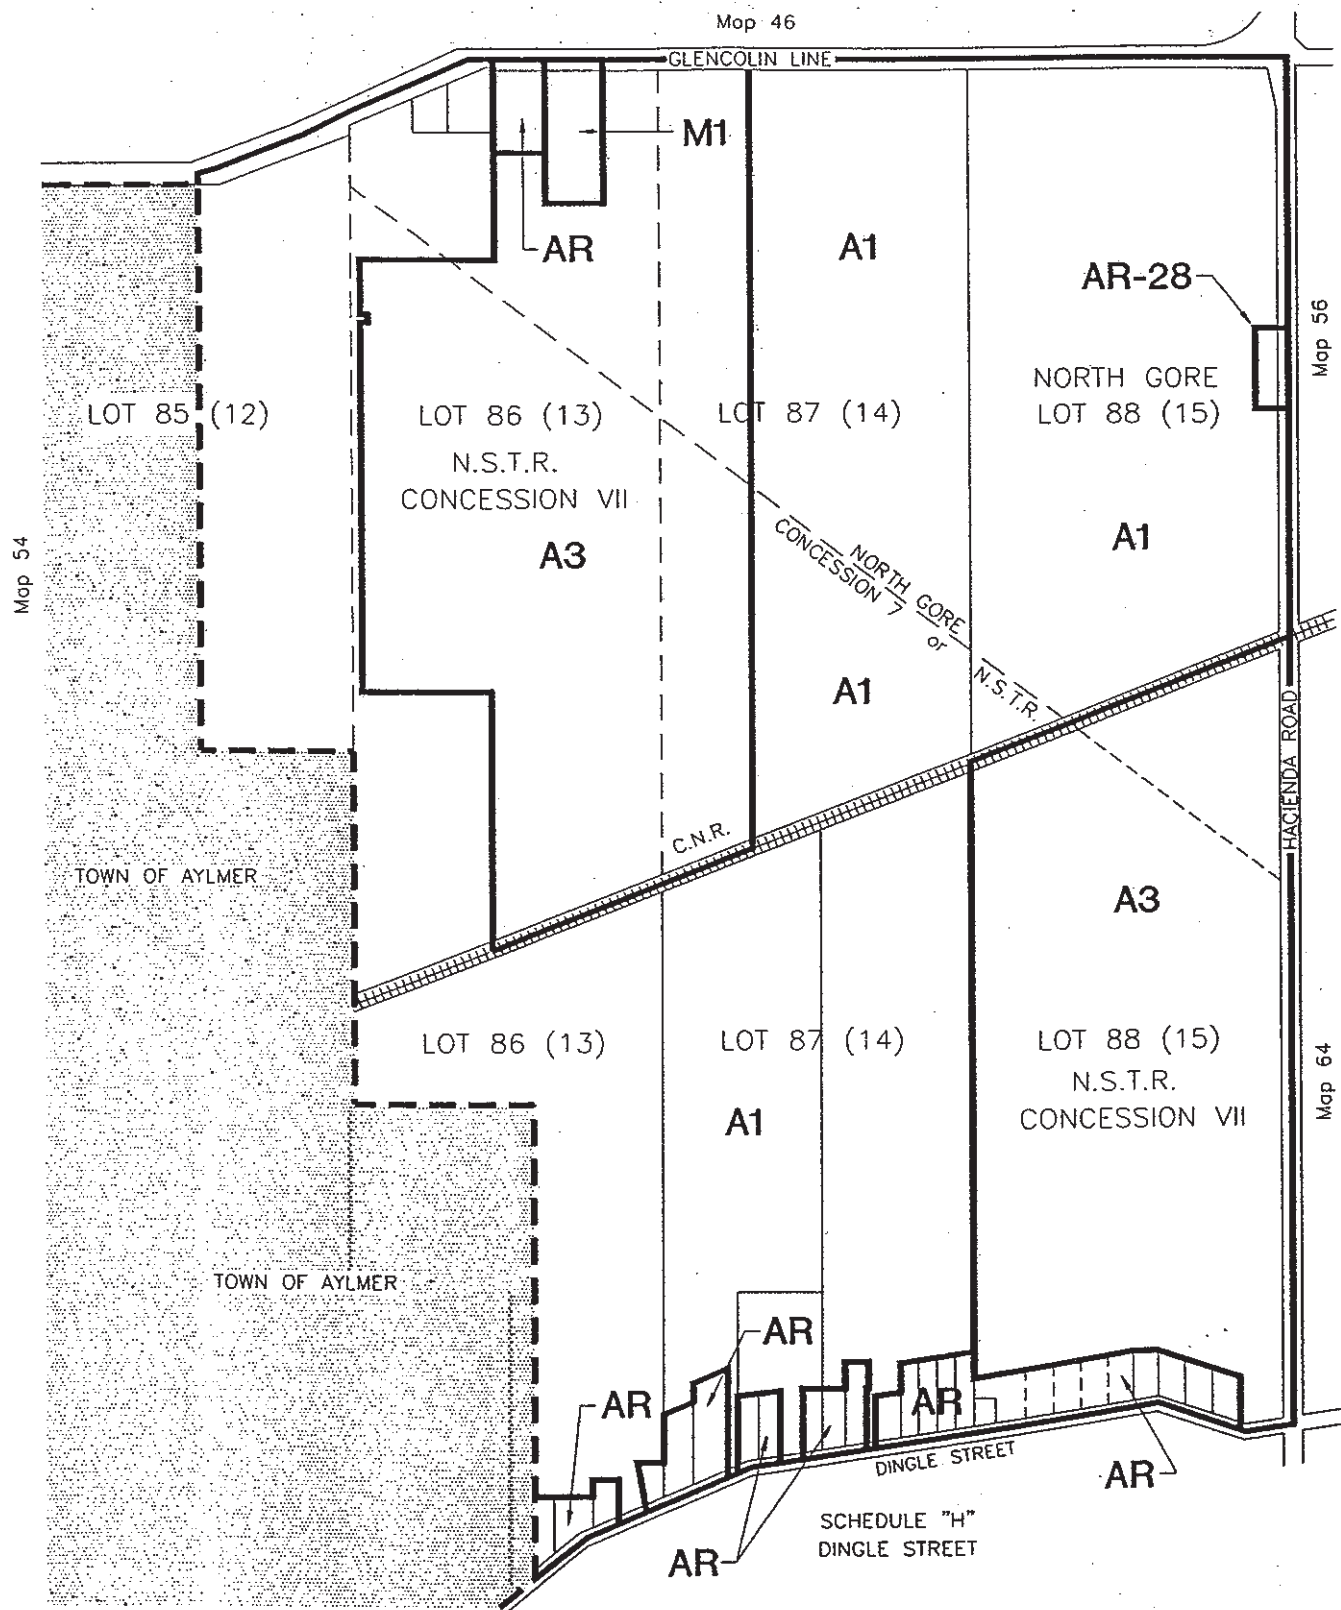 Map 46
GLENCOLIN LINE
M1
AR
A1
AR-28
Map 56
NORTH GORE
LOT 85 (12)
LOT 86 (13)
LOT 87 (14)
LOT 88 (15)
N.S.T.R.
CONCESSION VII
A3
A1
Map 54
NORTH GORE
CONCESSION 7
or
N.S.T.R.
A1
HACIENDA ROAD
C.N.R.
TOWN OF AYLMER
A3
LOT 86 (13)
LOT 87 (14)
LOT 88 (15)
N.S.T.R.
CONCESSION VII
Map 64
A1
TOWN OF AYLMER
AR
AR
AR
DINGLE STREET
AR
SCHEDULE "H"
DINGLE STREET
AR